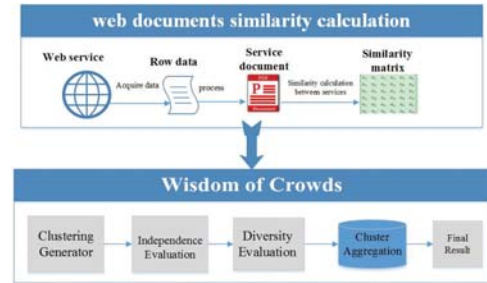 web documents similarity calculation
Web service
Row data
Service
document
Similarity
matrix
Acquire data
process
Similarity calculation
between services
P
Wisdom of Crowds
Clustering
Generator
Independence
Evaluation
Diversity
Evaluation
Cluster
Aggregation
Final
Result